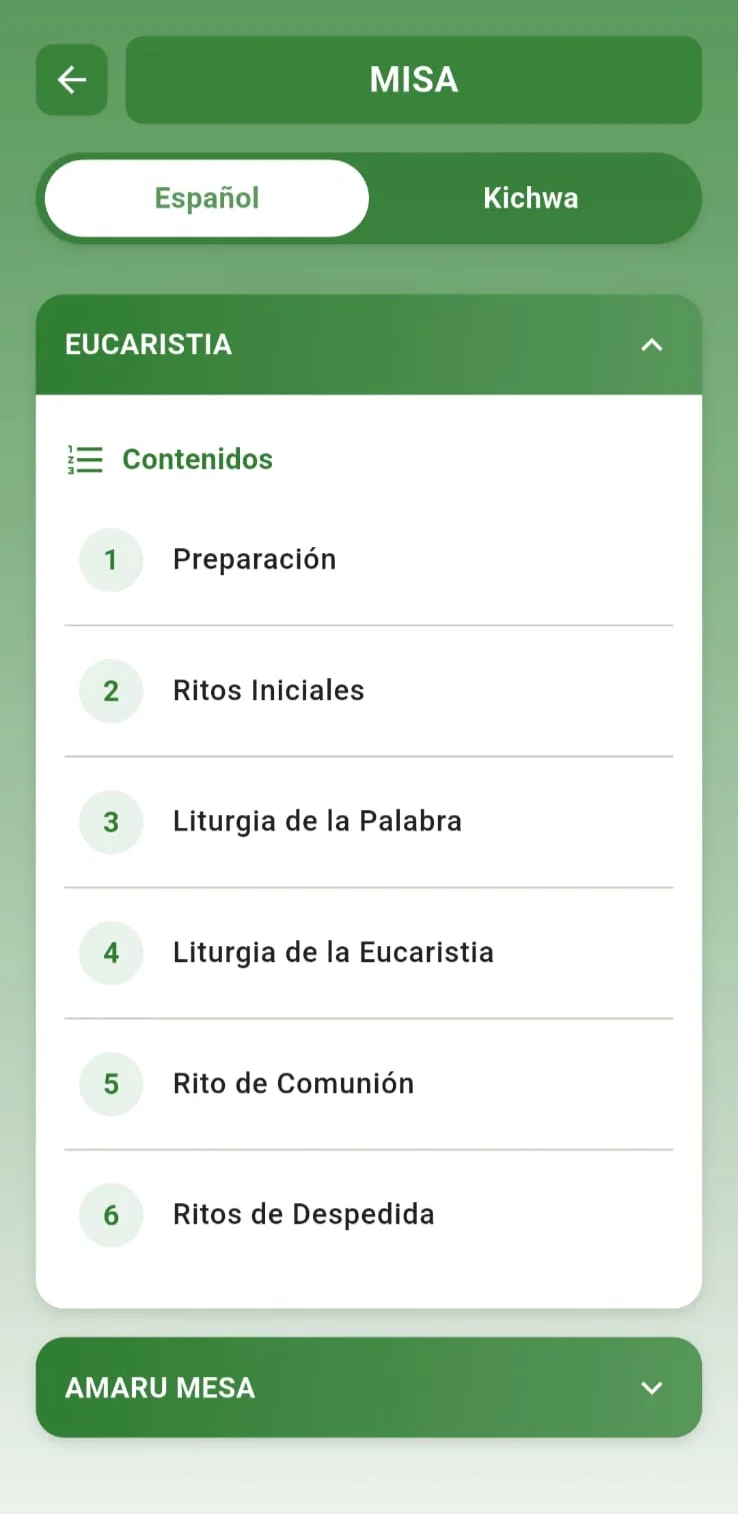 MISA
Español
Kichwa
EUCARISTIA
Contenidos
1 Preparación
2 Ritos Iniciales
3 Liturgia de la Palabra
4 Liturgia de la Eucaristia
5 Rito de Comunión
6 Ritos de Despedida
AMARU MESA